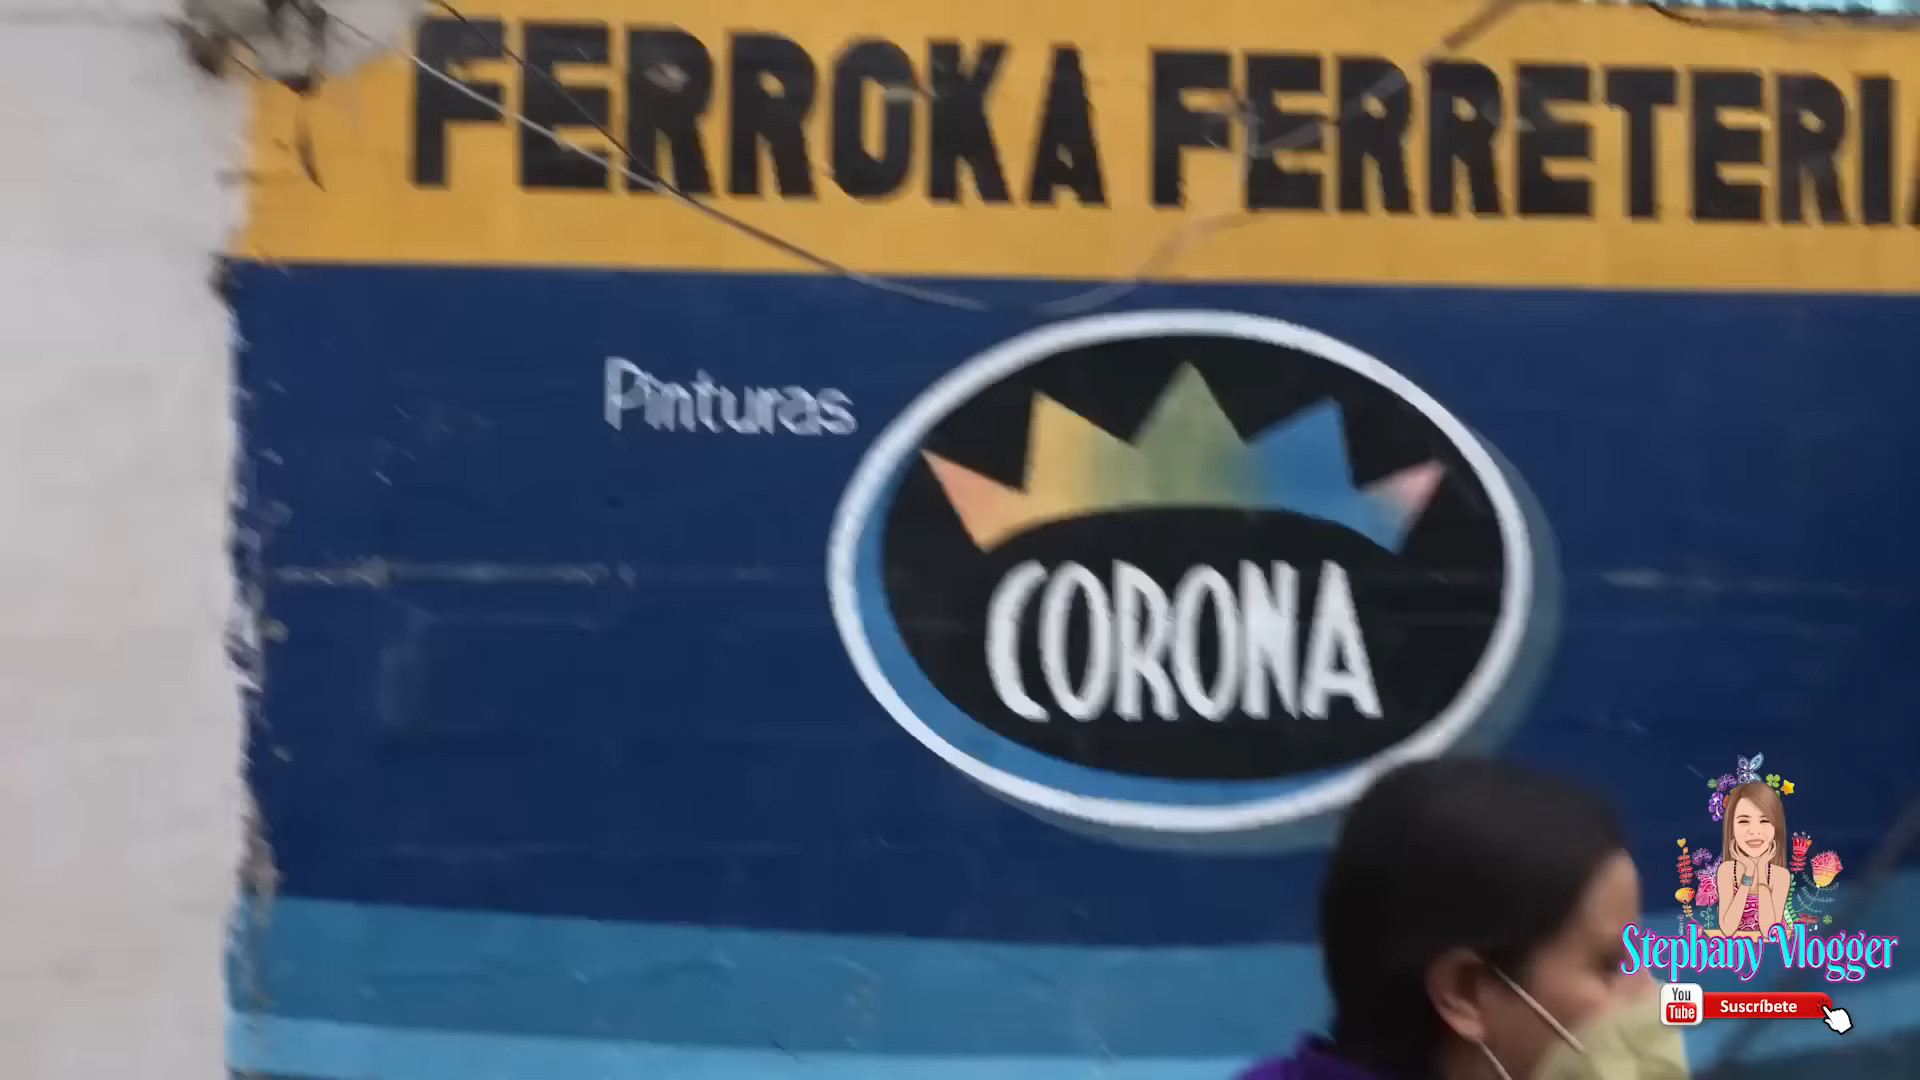 FERROKA FERRETERIA
Pinturas
CORONA
Stephany Vlogger
You
Tube
Suscríbete